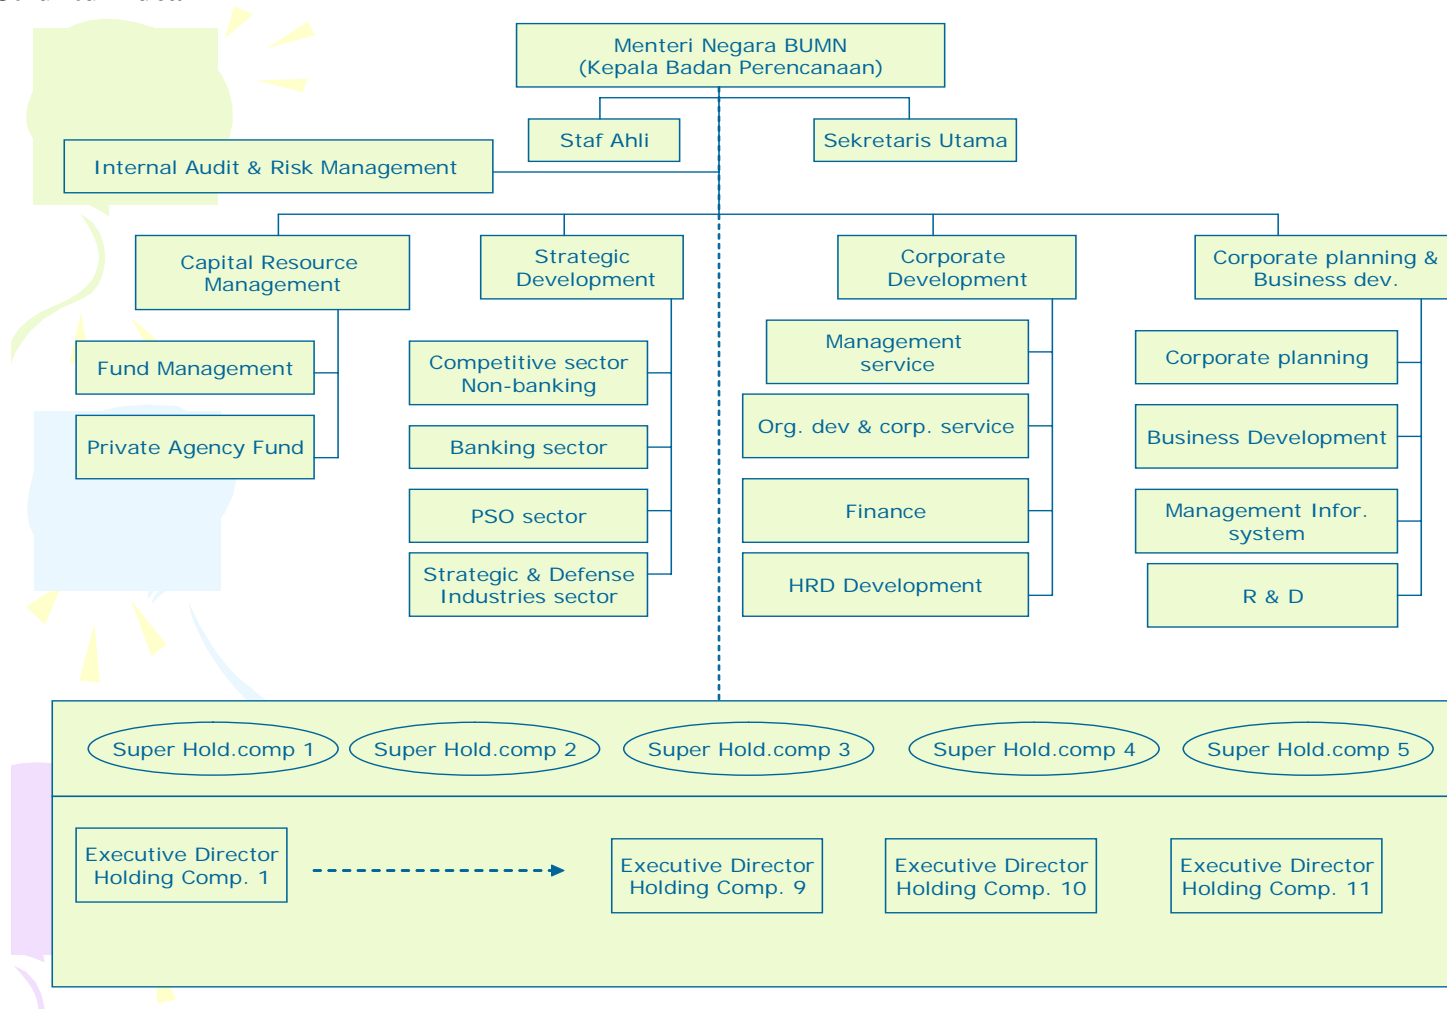 Menteri Negara BUMN
(Kepala Badan Perencanaan)
Staf Ahli
Sekretaris Utama
Internal Audit & Risk Management
Capital Resource
Management
Strategic
Development
Corporate
Development
Corporate planning &
Business dev.
Fund Management
Private Agency Fund
Competitive sector
Non-banking
Banking sector
PSO sector
Strategic & Defense
Industries sector
Management
service
Org. dev & corp. service
Finance
HRD Development
Corporate planning
Business Development
Management Infor.
system
R & D
Super Hold.comp 1
Super Hold.comp 2
Super Hold.comp 3
Super Hold.comp 4
Super Hold.comp 5
Executive Director
Holding Comp. 1
Executive Director
Holding Comp. 9
Executive Director
Holding Comp. 10
Executive Director
Holding Comp. 11